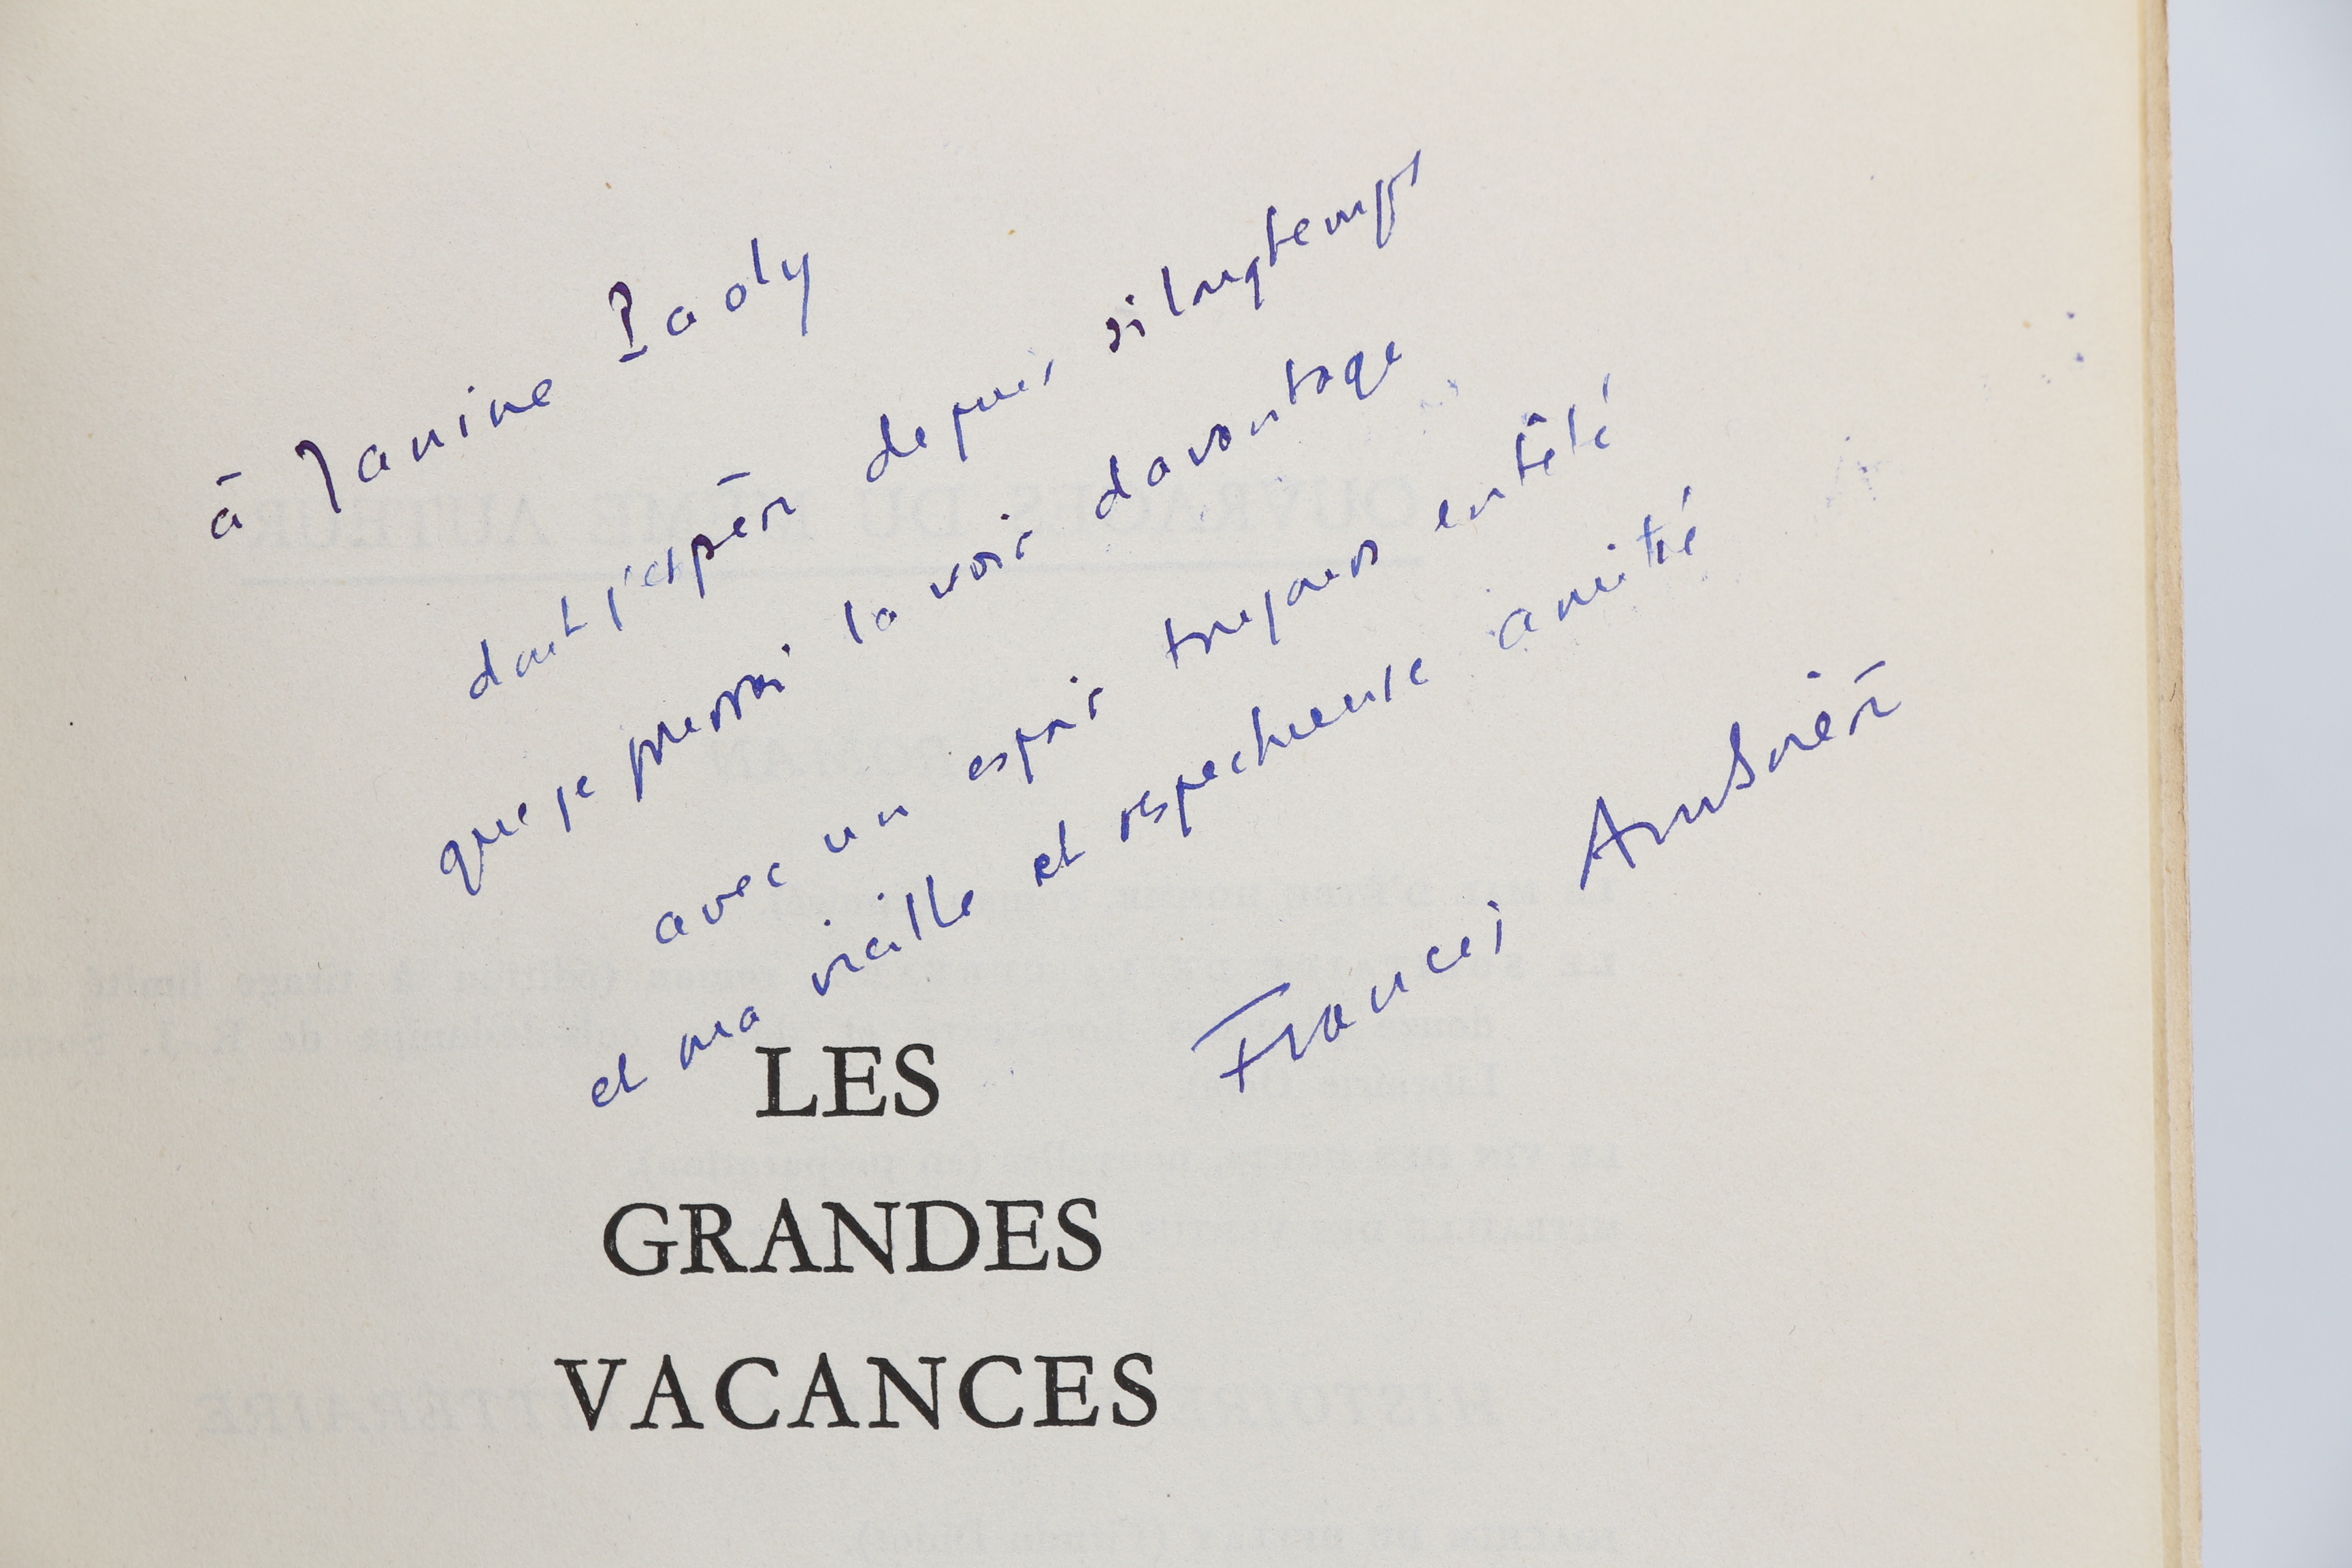 à Janine Paoly
dont j'espère depuis si longtemps
que je pourrai la voir davantage
avec un espoir toujours entêté
et ma vieille et respectueuse amitié
Francis Ambrière
LES
GRANDES
VACANCES